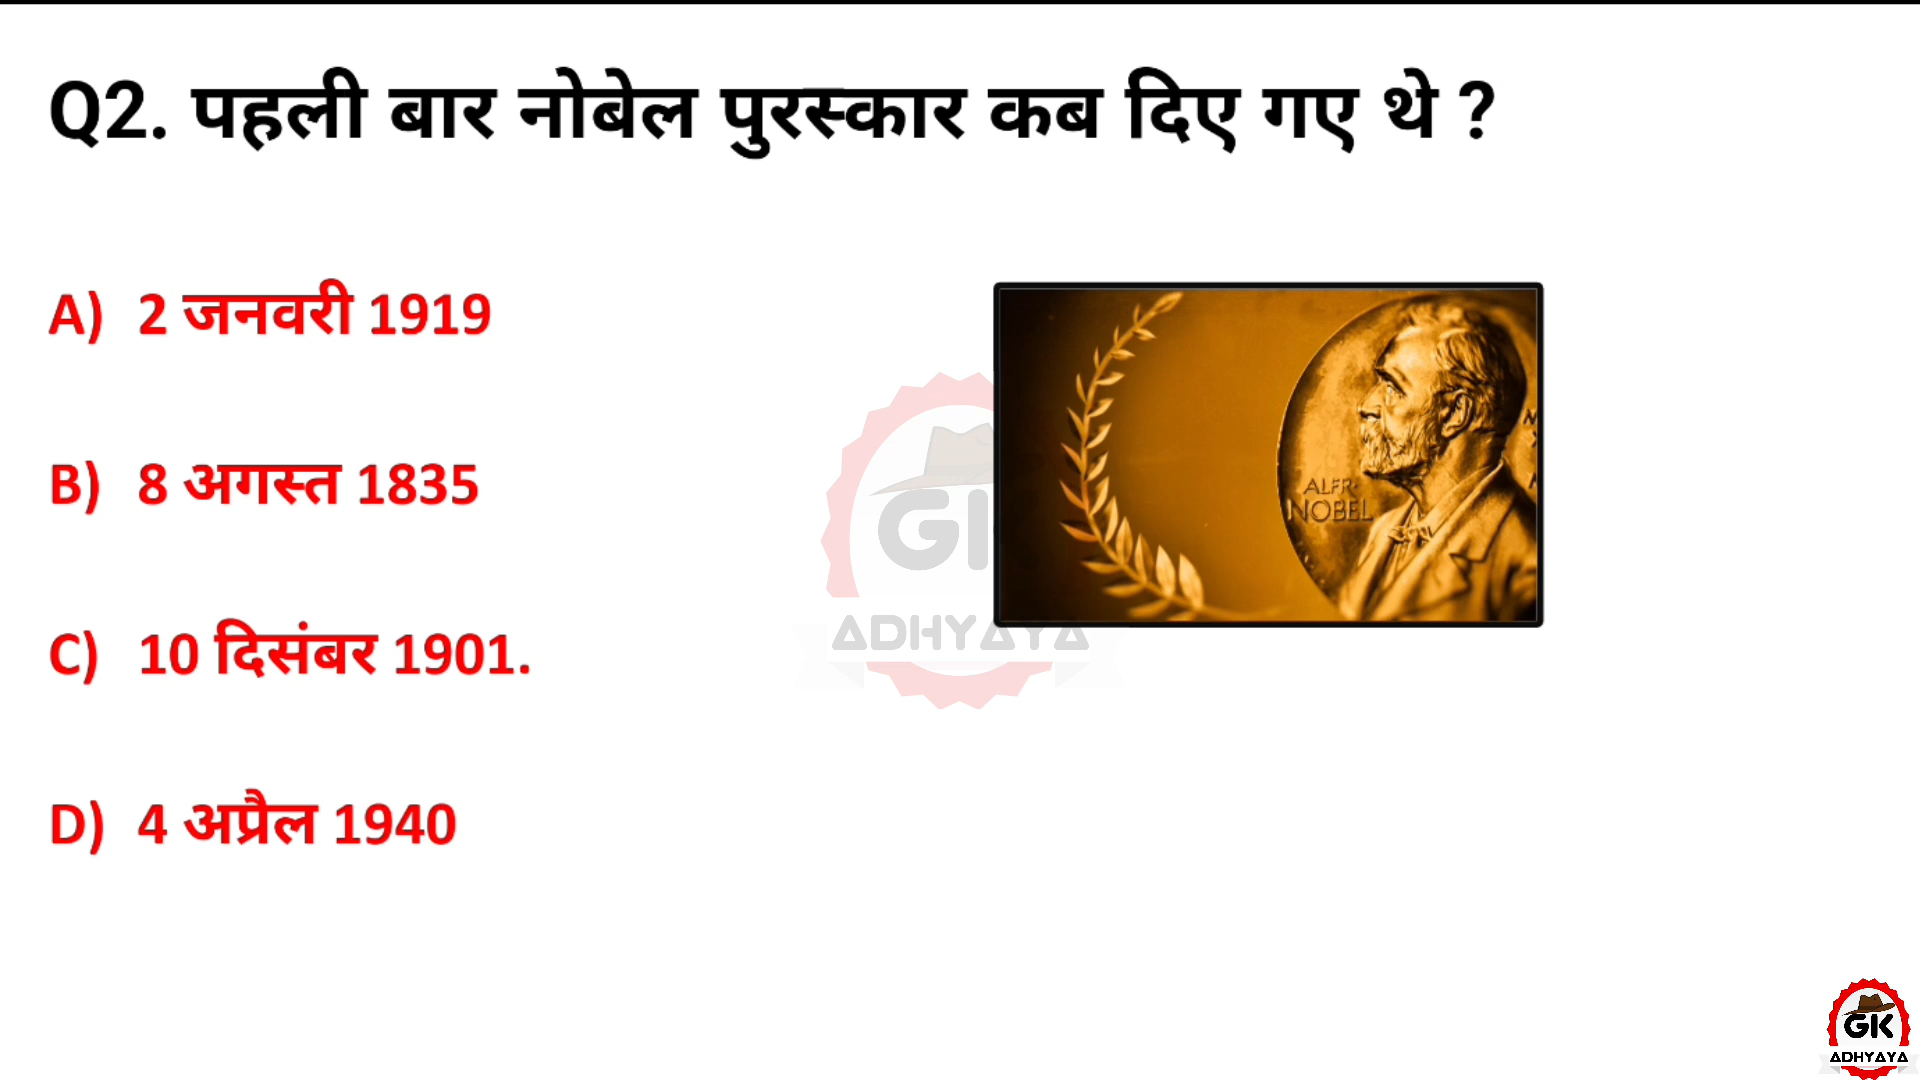 Q2. पहली बार नोबेल पुरस्कार कब दिए गए थे ?
A) 2 जनवरी 1919
B) 8 अगस्त 1835
C) 10 दिसंबर 1901.
D) 4 अप्रैल 1940
ALFR
NOBEL
GK
ADHYAYA
GK
ADHYAYA